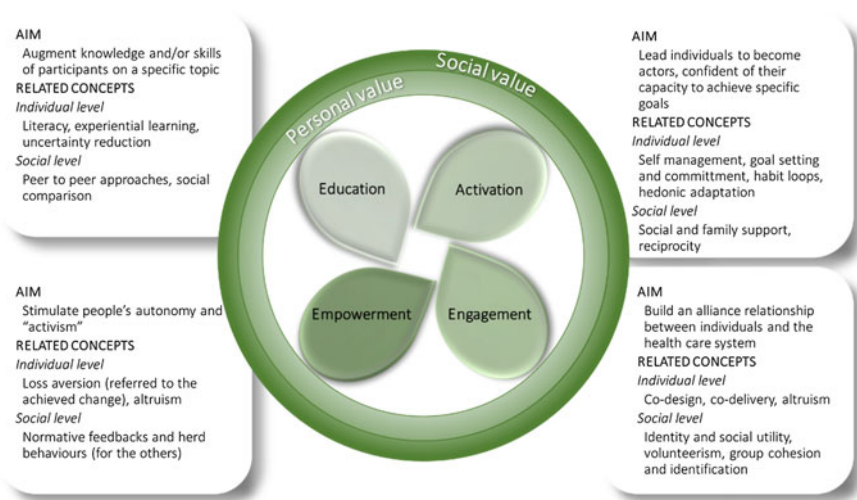 AIM
Augment knowledge and/or skills
of participants on a specific topic
RELATED CONCEPTS
Individual level
Literacy, experiential learning,
uncertainty reduction
Social level
Peer to peer approaches, social
comparison
Personal value
Social value
Education
Activation
Empowerment
Engagement
AIM
Lead individuals to become
actors, confident of their
capacity to achieve specific
goals
RELATED CONCEPTS
Individual level
Self management, goal setting
and committment, habit loops,
hedonic adaptation
Social level
Social and family support,
reciprocity
AIM
Stimulate people's autonomy and
"activism"
RELATED CONCEPTS
Individual level
Loss aversion (referred to the
achieved change), altruism
Social level
Normative feedbacks and herd
behaviours (for the others)
AIM
Build an alliance relationship
between individuals and the
health care system
RELATED CONCEPTS
Individual level
Co-design, co-delivery, altruism
Social level
Identity and social utility,
volunteerism, group cohesion
and identification